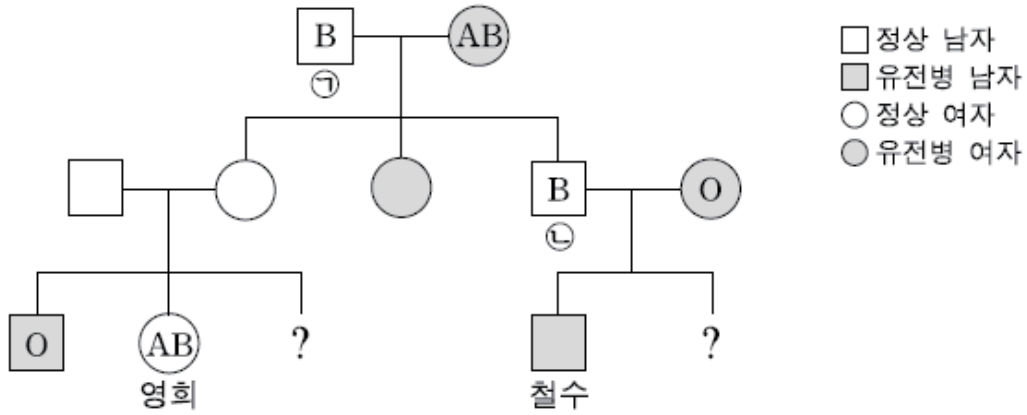 B AB
㉠
정상 남자
유전병 남자
정상 여자
유전병 여자
B O
㉡
O AB ? ?
영희 철수